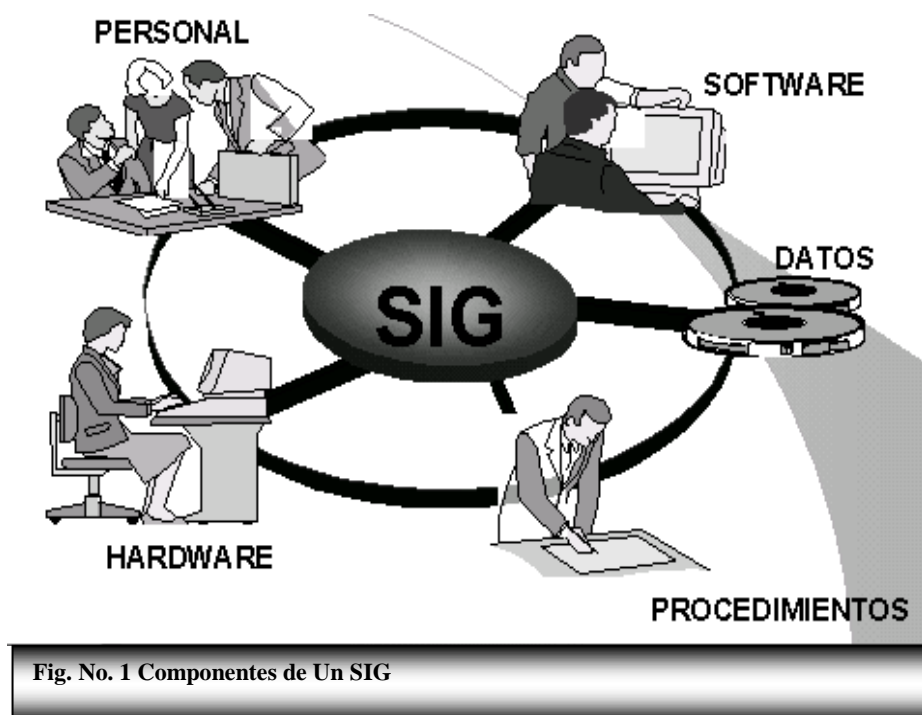 PERSONAL
SOFTWARE
DATOS
SIG
HARDWARE
PROCEDIMIENTOS
Fig. No. 1 Componentes de Un SIG